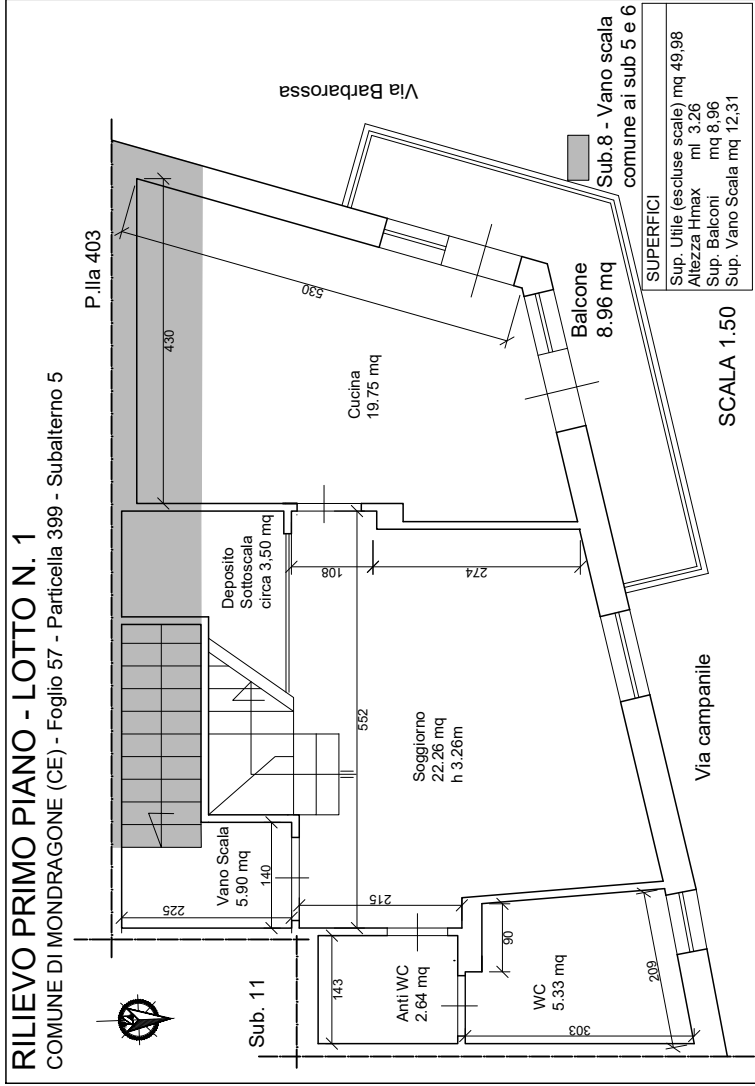 RILIEVO PRIMO PIANO - LOTTO N. 1
COMUNE DI MONDRAGONE (CE) - Foglio 57 - Particella 399 - Subalterno 5
P.lla 403
Via Barbarossa
430
530
Cucina
19.75 mq
Deposito
Sottoscala
circa 3,50 mq
108
274
552
Vano Scala
5.90 mq
225
140
Sub. 11
Soggiorno
22.26 mq
h 3.26m
215
143
Anti WC
2.64 mq
90
WC
5.33 mq
303
209
Balcone
8.96 mq
Via campanile
Sub.8 - Vano scala
comune ai sub 5 e 6
SUPERFICI
Sup. Utile (escluse scale) mq 49,98
Altezza Hmax ml 3.26
Sup. Balconi mq 8,96
Sup. Vano Scala mq 12,31
SCALA 1.50